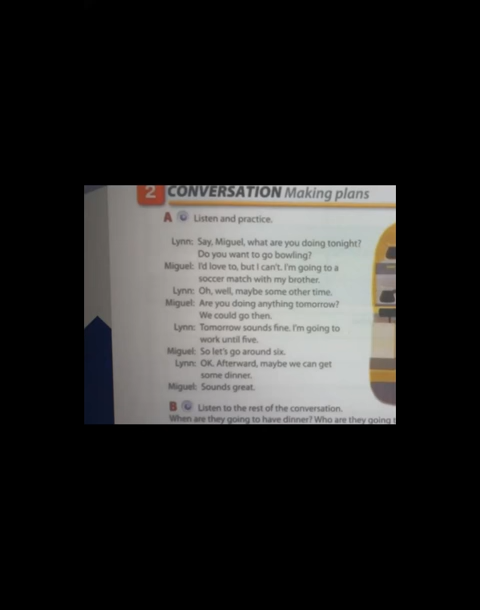 2 CONVERSATION Making plans
A Listen and practice.
Lynn: Say, Miguel, what are you doing tonight?
Do you want to go bowling?
Miguel: I'd love to, but I can't. I'm going to a
soccer match with my brother.
Lynn: Oh, well, maybe some other time.
Miguel: Are you doing anything tomorrow?
We could go then.
Lynn: Tomorrow sounds fine. I'm going to
work until five.
Miguel: So let's go around six.
Lynn: OK. Afterward, maybe we can get
some dinner.
Miguel: Sounds great.
B Listen to the rest of the conversation.
When are they going to have dinner? Who are they going